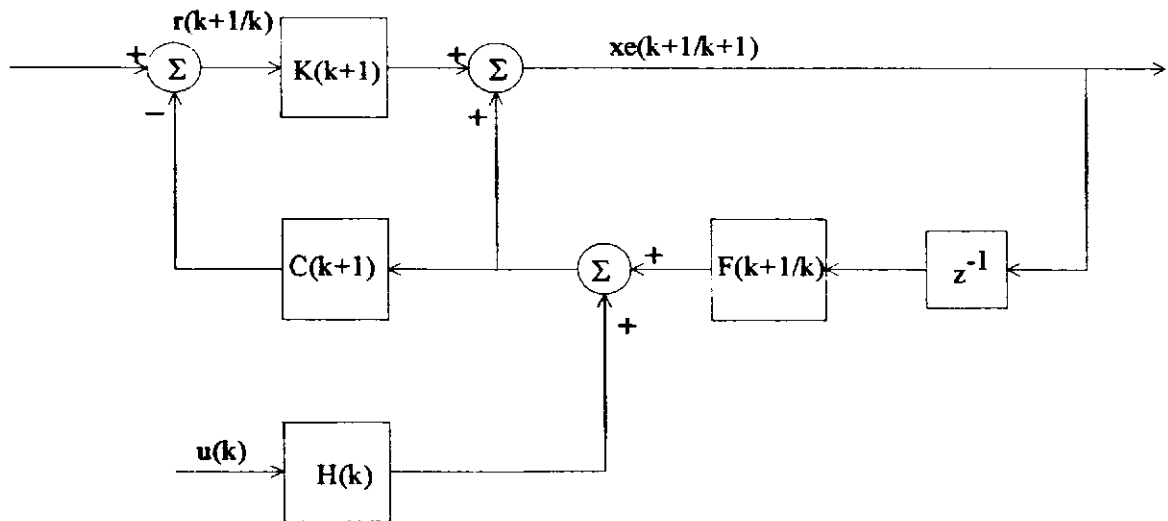 r(k+1/k)
xe(k+1/k+1)
+ Σ K(k+1) + Σ
− +
C(k+1) Σ + F(k+1/k) z⁻¹
+
u(k) H(k)